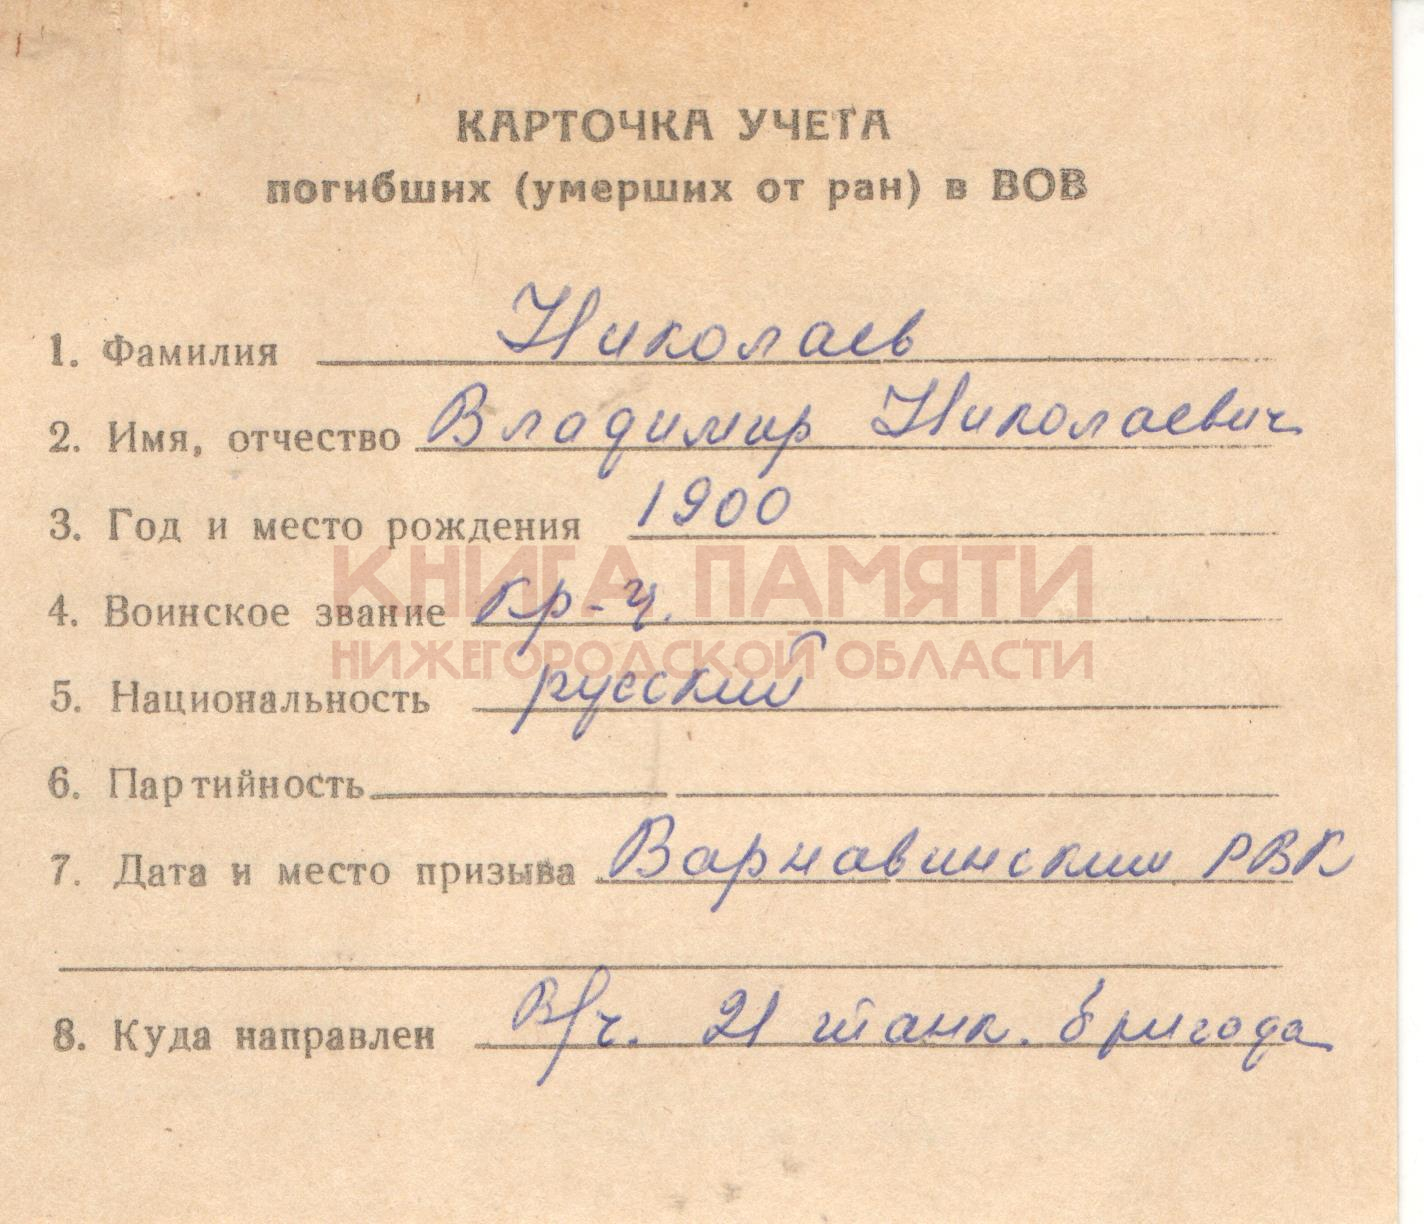 КАРТОЧКА УЧЕТА
погибших (умерших от ран) в ВОВ
1. Фамилия Николаев
2. Имя, отчество Владимир Николаевич
3. Год и место рождения 1900
КНИГА ПАМЯТИ
4. Воинское звание кр-ц.
НИЖЕГОРОДСКОЙ ОБЛАСТИ
5. Национальность русский
6. Партийность
7. Дата и место призыва Варнавинский РВК
8. Куда направлен В/ч. 21 танк. бригада